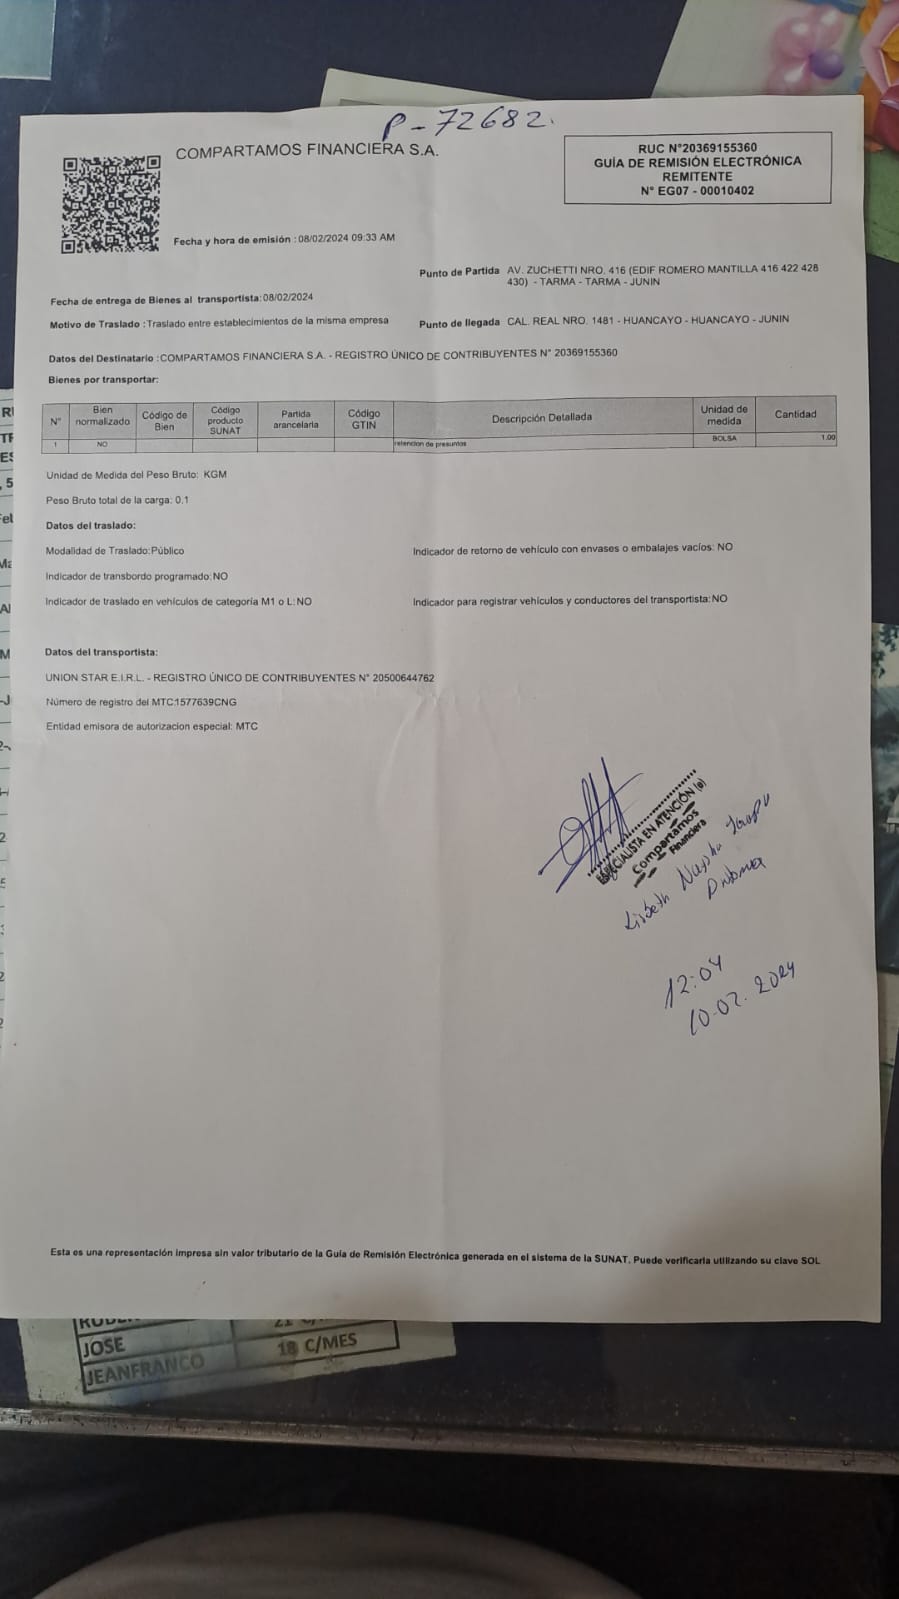 P-72682.
COMPARTAMOS FINANCIERA S.A.
RUC N°20369155360
GUÍA DE REMISIÓN ELECTRÓNICA
REMITENTE
N° EG07 - 00010402
Fecha y hora de emisión : 08/02/2024 09:33 AM
Punto de Partida AV. ZUCHETTI NRO. 416 (EDIF ROMERO MANTILLA 416 422 428
430) - TARMA - TARMA - JUNIN
Fecha de entrega de Bienes al transportista: 08/02/2024
Motivo de Traslado : Traslado entre establecimientos de la misma empresa
Punto de llegada CAL. REAL NRO. 1481 - HUANCAYO - HUANCAYO - JUNIN
Datos del Destinatario : COMPARTAMOS FINANCIERA S.A. - REGISTRO ÚNICO DE CONTRIBUYENTES N° 20369155360
Bienes por transportar:
N° Bien normalizado Código de Bien Código producto SUNAT Partida arancelaria Código GTIN Descripción Detallada Unidad de medida Cantidad
1 NO retencion de presuntos BOLSA 1.00
Unidad de Medida del Peso Bruto: KGM
Peso Bruto total de la carga: 0.1
Datos del traslado:
Modalidad de Traslado: Público
Indicador de retorno de vehículo con envases o embalajes vacíos: NO
Indicador de transbordo programado: NO
Indicador de traslado en vehículos de categoría M1 o L: NO
Indicador para registrar vehículos y conductores del transportista: NO
Datos del transportista:
UNION STAR E.I.R.L. - REGISTRO ÚNICO DE CONTRIBUYENTES N° 20500644762
Número de registro del MTC:1577639CNG
Entidad emisora de autorizacion especial: MTC
ESPECIALISTA EN ATENCIÓN (a)
Compartamos
Financiera
Lisbeth
12:04
10-02. 2024
Esta es una representación impresa sin valor tributario de la Guía de Remisión Electrónica generada en el sistema de la SUNAT. Puede verificarla utilizando su clave SOL
JOSE 18 C/MES
JEANFRANCO